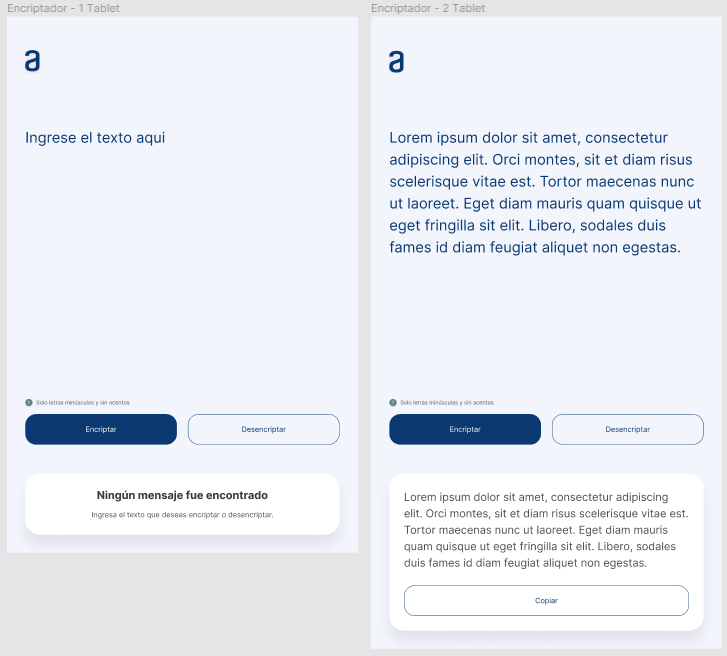 Encriptador - 1 Tablet
a
Ingrese el texto aqui
Solo letras minúsculas y sin acentos
Encriptar
Desencriptar
Ningún mensaje fue encontrado
Ingresa el texto que desees encriptar o desencriptar.
Encriptador - 2 Tablet
a
Lorem ipsum dolor sit amet, consectetur
adipiscing elit. Orci montes, sit et diam risus
scelerisque vitae est. Tortor maecenas nunc
ut laoreet. Eget diam mauris quam quisque ut
eget fringilla sit elit. Libero, sodales duis
fames id diam feugiat aliquet non egestas.
Solo letras minúsculas y sin acentos
Encriptar
Desencriptar
Lorem ipsum dolor sit amet, consectetur adipiscing
elit. Orci montes, sit et diam risus scelerisque vitae est.
Tortor maecenas nunc ut laoreet. Eget diam mauris
quam quisque ut eget fringilla sit elit. Libero, sodales
duis fames id diam feugiat aliquet non egestas.
Copiar